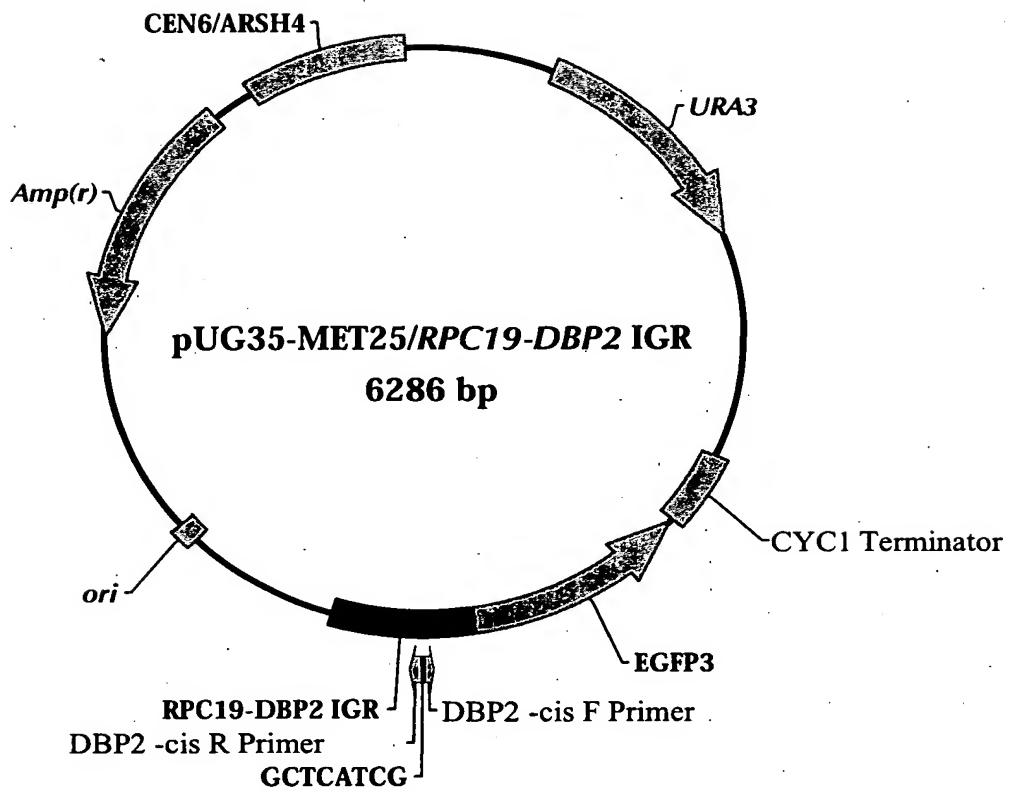 CEN6/ARSH4
URA3
Amp(r)
pUG35-MET25/RPC19-DBP2 IGR
6286 bp
CYC1 Terminator
ori
EGFP3
RPC19-DBP2 IGR
DBP2 -cis F Primer
DBP2 -cis R Primer
GCTCATCG